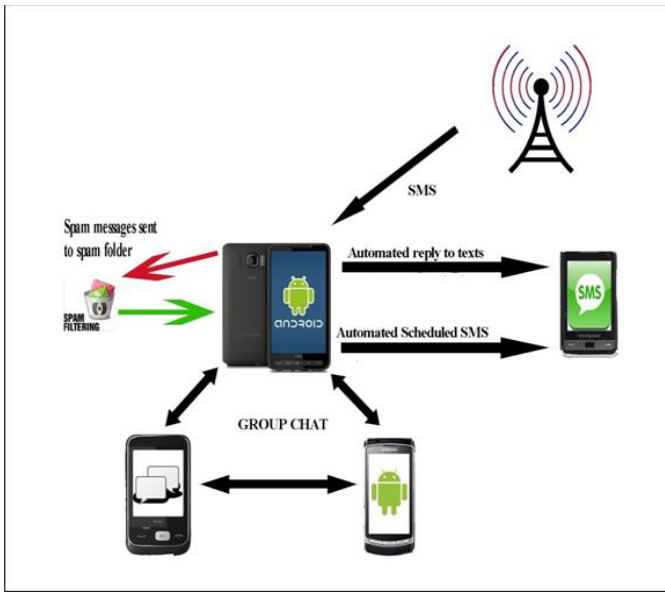 SMS
Spam messages sent
to spam folder
Automated reply to texts
SMS
SPAM
FILTERING
ANDROID
Automated Scheduled SMS
GROUP CHAT